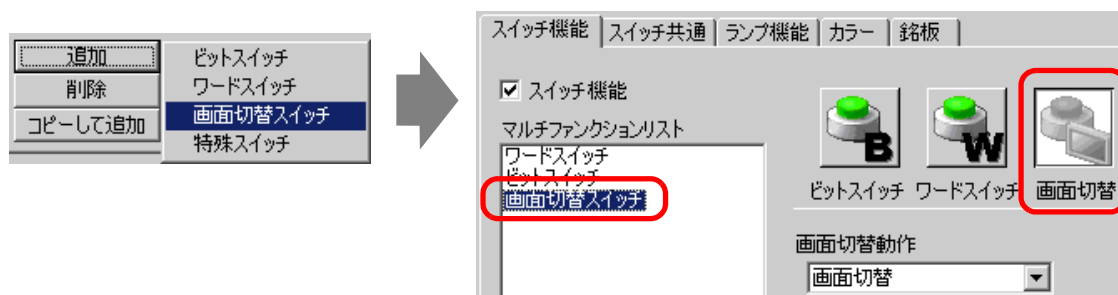 追加
削除
コピーして追加
ビットスイッチ
ワードスイッチ
画面切替スイッチ
特殊スイッチ
スイッチ機能 スイッチ共通 ランプ機能 カラー 銘板
スイッチ機能
マルチファンクションリスト
ワードスイッチ
ビットスイッチ
画面切替スイッチ
B
W
ビットスイッチ ワードスイッチ 画面切替
画面切替動作
画面切替